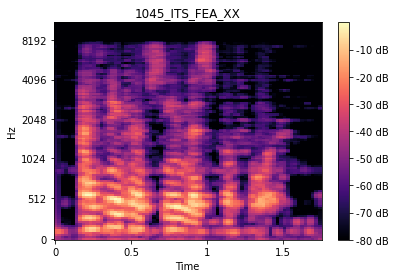 1045_ITS_FEA_XX
8192
4096
2048
1024
512
0
Hz
0
0.5
1
1.5
Time
-10 dB
-20 dB
-30 dB
-40 dB
-50 dB
-60 dB
-70 dB
-80 dB